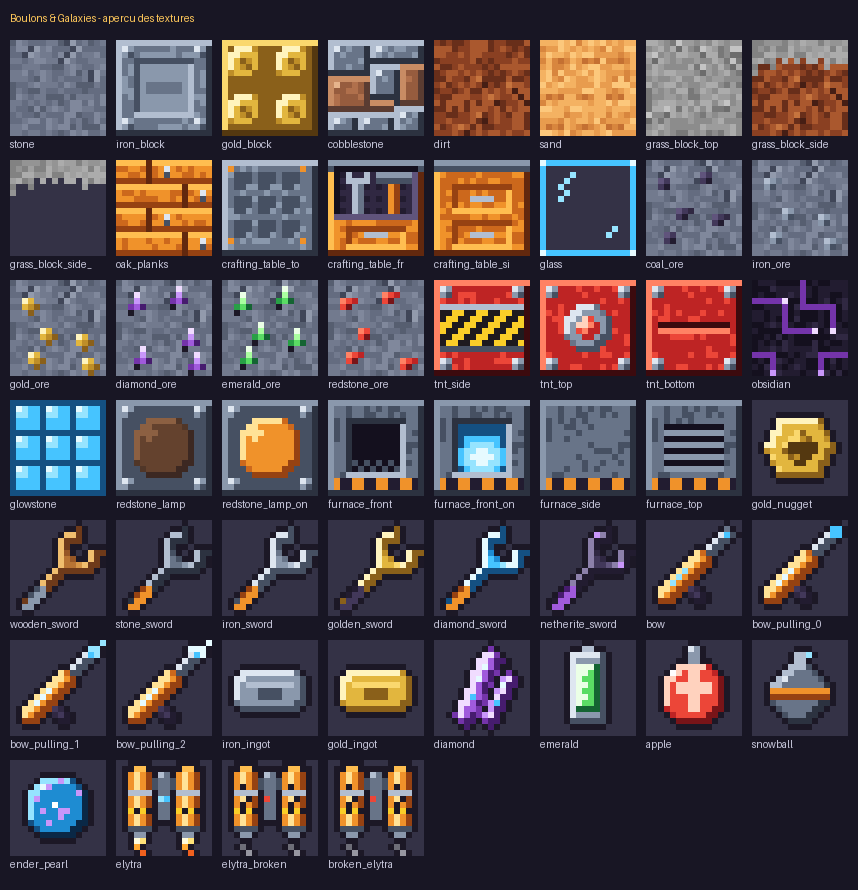 Boulons & Galaxies - apercu des textures
stone iron_block gold_block cobblestone dirt sand grass_block_top grass_block_side
grass_block_side_ oak_planks crafting_table_to crafting_table_fr crafting_table_si glass coal_ore iron_ore
gold_ore diamond_ore emerald_ore redstone_ore tnt_side tnt_top tnt_bottom obsidian
glowstone redstone_lamp redstone_lamp_on furnace_front furnace_front_on furnace_side furnace_top gold_nugget
wooden_sword stone_sword iron_sword golden_sword diamond_sword netherite_sword bow bow_pulling_0
bow_pulling_1 bow_pulling_2 iron_ingot gold_ingot diamond emerald apple snowball
ender_pearl elytra elytra_broken broken_elytra